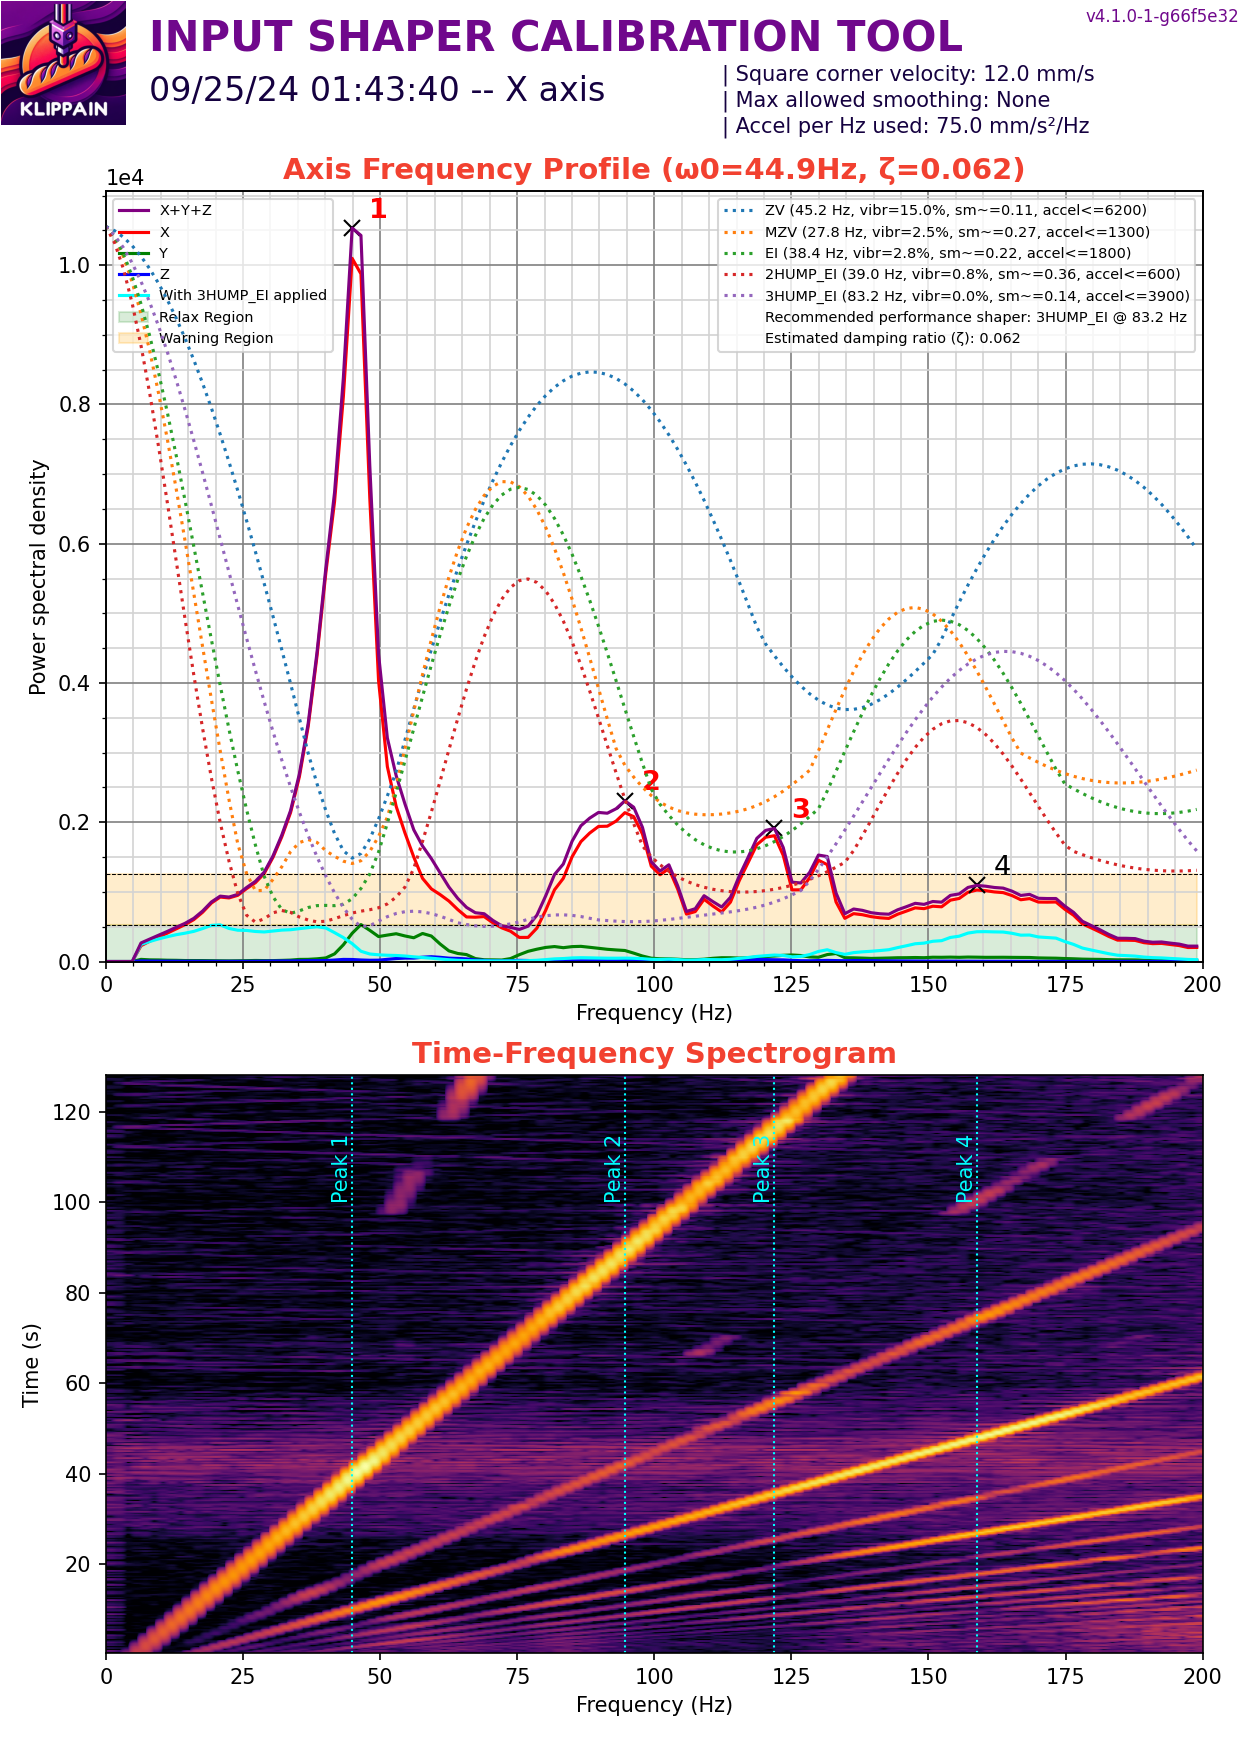 v4.1.0-1-g66f5e32
INPUT SHAPER CALIBRATION TOOL
09/25/24 01:43:40 -- X axis
| Square corner velocity: 12.0 mm/s
| Max allowed smoothing: None
| Accel per Hz used: 75.0 mm/s²/Hz
KLIPPAIN
Axis Frequency Profile (ω0=44.9Hz, ζ=0.062)
1e4
X+Y+Z
X
Y
Z
With 3HUMP_EI applied
Relax Region
Warning Region
ZV (45.2 Hz, vibr=15.0%, sm~=0.11, accel<=6200)
MZV (27.8 Hz, vibr=2.5%, sm~=0.27, accel<=1300)
EI (38.4 Hz, vibr=2.8%, sm~=0.22, accel<=1800)
2HUMP_EI (39.0 Hz, vibr=0.8%, sm~=0.36, accel<=600)
3HUMP_EI (83.2 Hz, vibr=0.0%, sm~=0.14, accel<=3900)
Recommended performance shaper: 3HUMP_EI @ 83.2 Hz
Estimated damping ratio (ζ): 0.062
1
2
3
4
Power spectral density
1.0
0.8
0.6
0.4
0.2
0.0
0 25 50 75 100 125 150 175 200
Frequency (Hz)
Time-Frequency Spectrogram
Time (s)
120
100
80
60
40
20
Peak 1
Peak 2
Peak 3
Peak 4
0 25 50 75 100 125 150 175 200
Frequency (Hz)